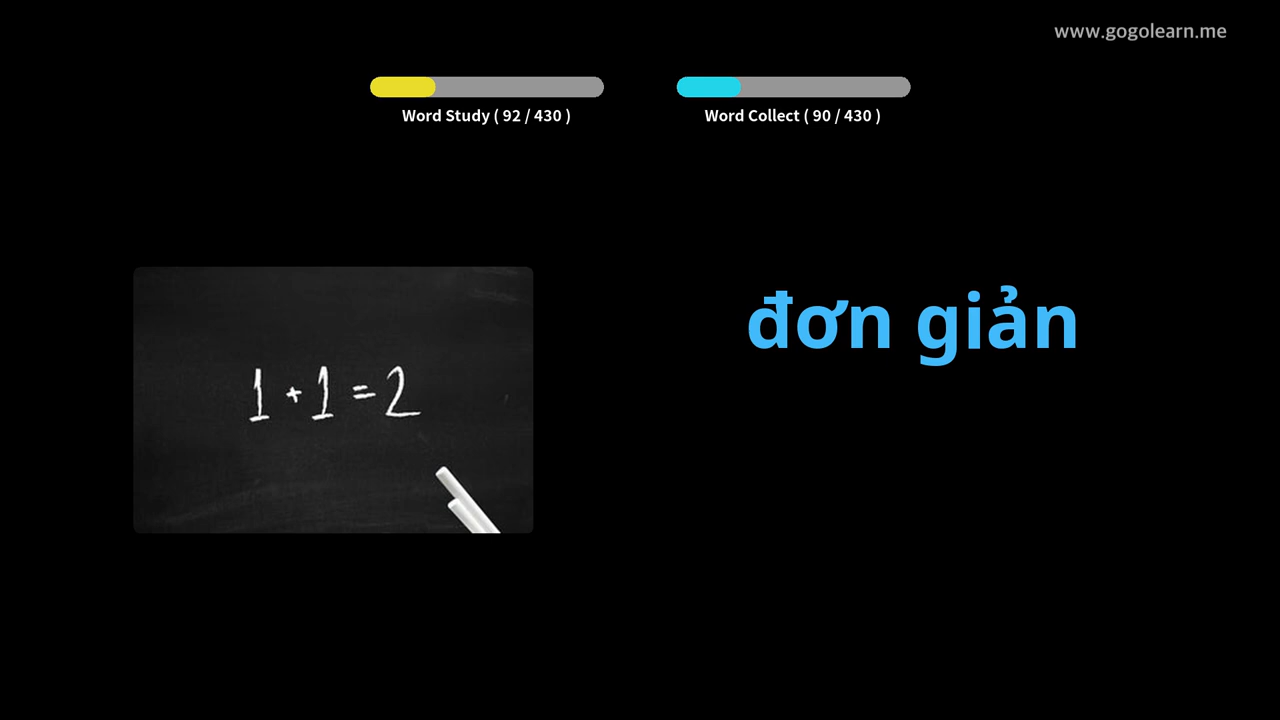 www.gogolearn.me
Word Study ( 92 / 430 )
Word Collect ( 90 / 430 )
đơn giản
1 + 1 = 2